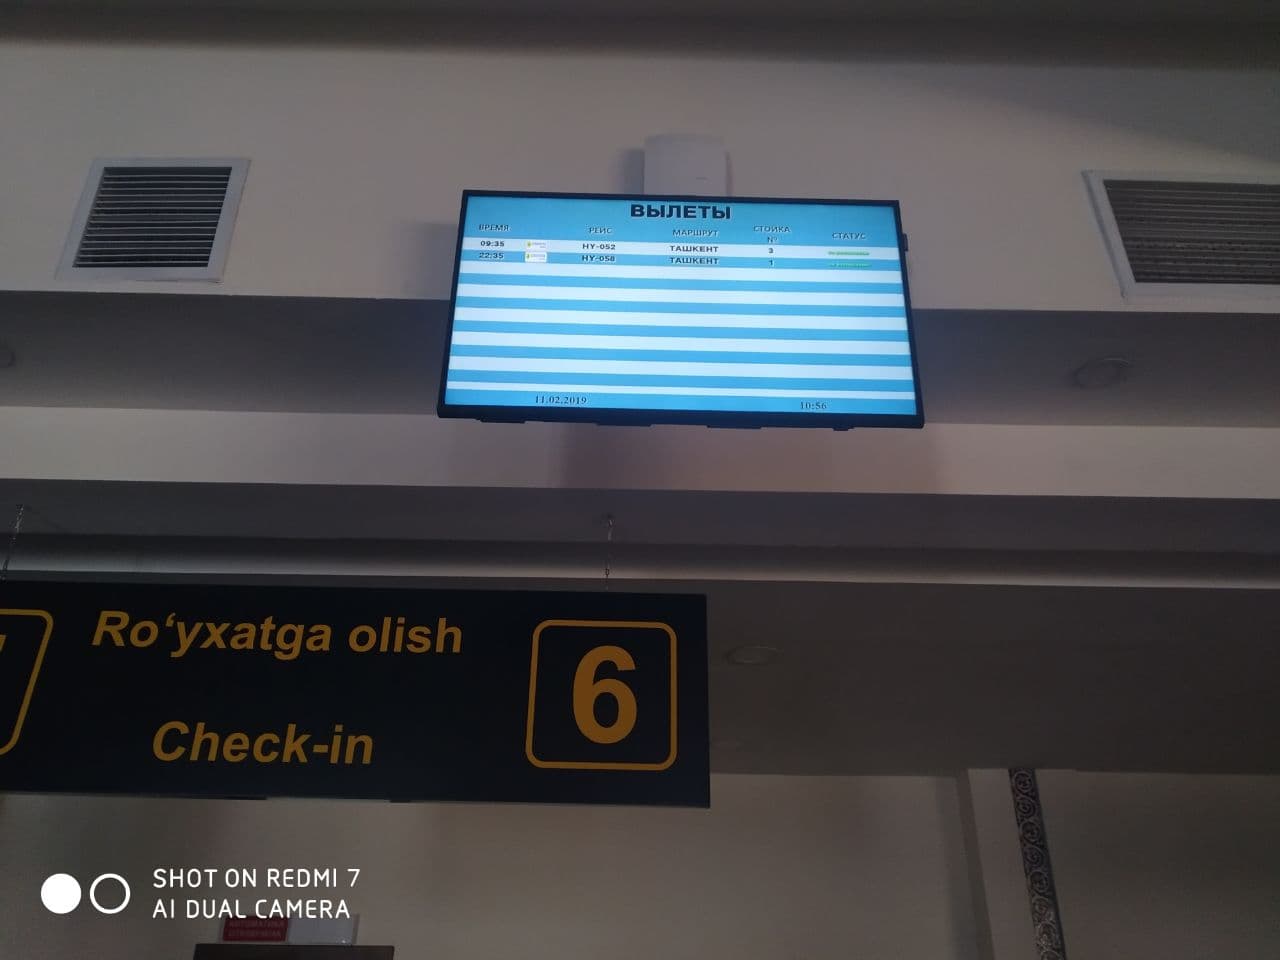 ВЫЛЕТЫ
ВРЕМЯ РЕЙС МАРШРУТ СТОЙКА № СТАТУС
09:35 HY-052 ТАШКЕНТ 3
22:35 HY-058 ТАШКЕНТ 1
11.02.2019 10:56
Ro‘yxatga olish 6
Check-in
SHOT ON REDMI 7
AI DUAL CAMERA